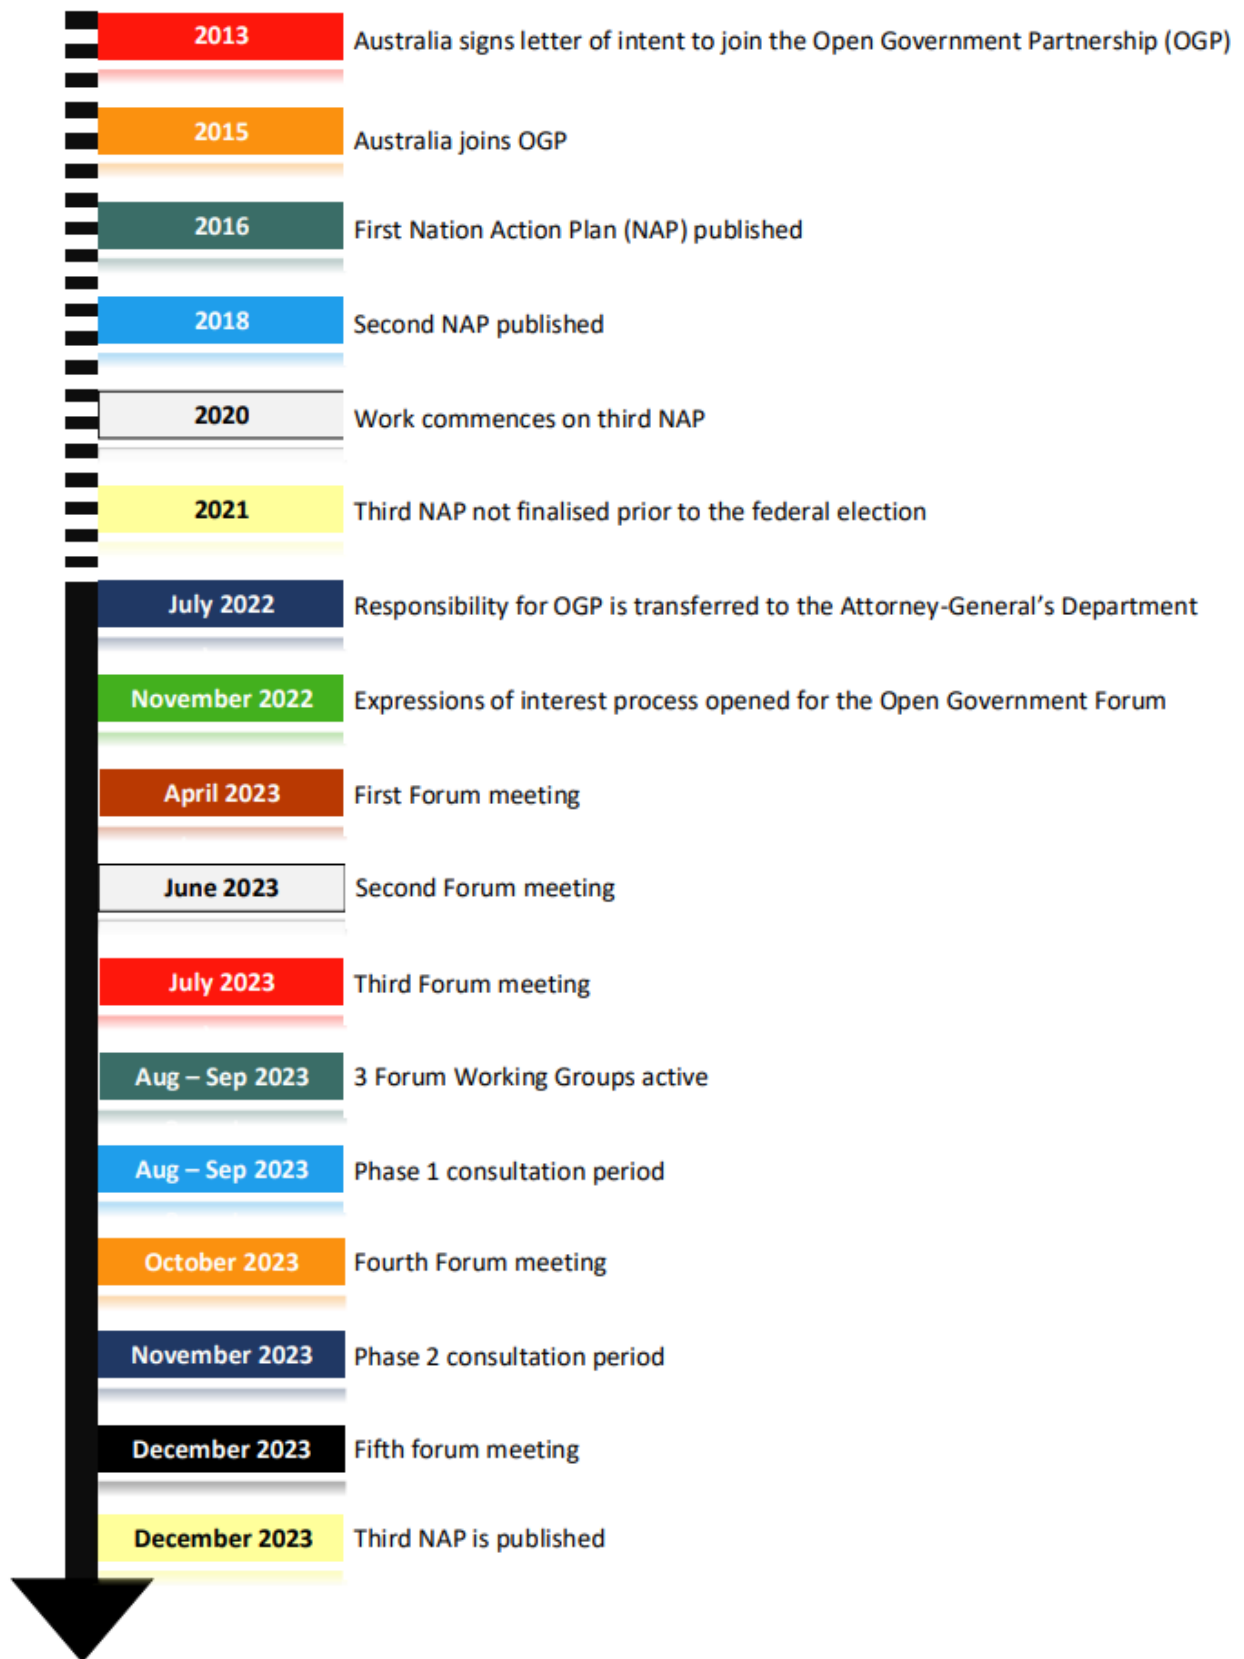 2013 Australia signs letter of intent to join the Open Government Partnership (OGP)
2015 Australia joins OGP
2016 First Nation Action Plan (NAP) published
2018 Second NAP published
2020 Work commences on third NAP
2021 Third NAP not finalised prior to the federal election
July 2022 Responsibility for OGP is transferred to the Attorney-General’s Department
November 2022 Expressions of interest process opened for the Open Government Forum
April 2023 First Forum meeting
June 2023 Second Forum meeting
July 2023 Third Forum meeting
Aug – Sep 2023 3 Forum Working Groups active
Aug – Sep 2023 Phase 1 consultation period
October 2023 Fourth Forum meeting
November 2023 Phase 2 consultation period
December 2023 Fifth forum meeting
December 2023 Third NAP is published